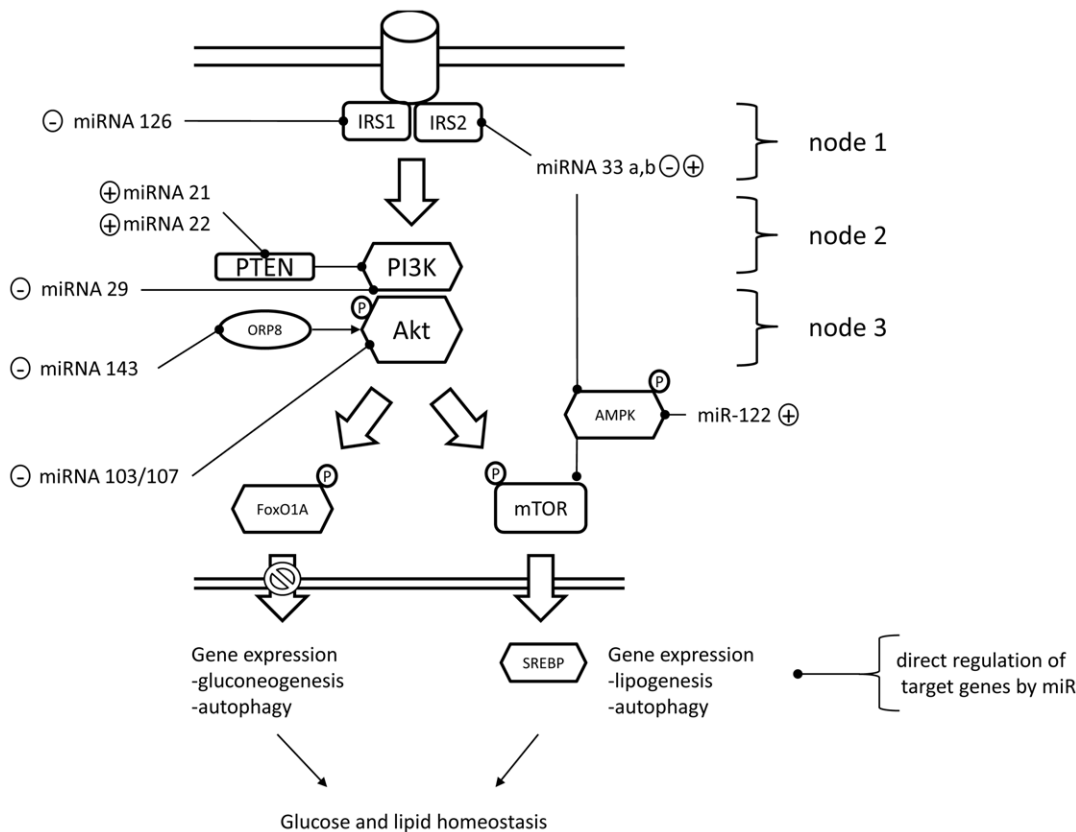 IRS1 IRS2
⊖ miRNA 126
miRNA 33 a,b ⊖ ⊕
node 1
⊕ miRNA 21
⊕ miRNA 22
node 2
PTEN
PI3K
⊖ miRNA 29
P
node 3
ORP8
Akt
⊖ miRNA 143
P
AMPK
miR-122 ⊕
⊖ miRNA 103/107
P
P
FoxO1A
mTOR
Gene expression
-gluconeogenesis
-autophagy
SREBP
Gene expression
-lipogenesis
-autophagy
direct regulation of
target genes by miR
Glucose and lipid homestasis